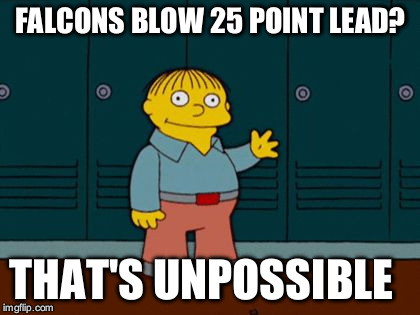 FALCONS BLOW 25 POINT LEAD?
THAT'S UNPOSSIBLE
imgflip.com